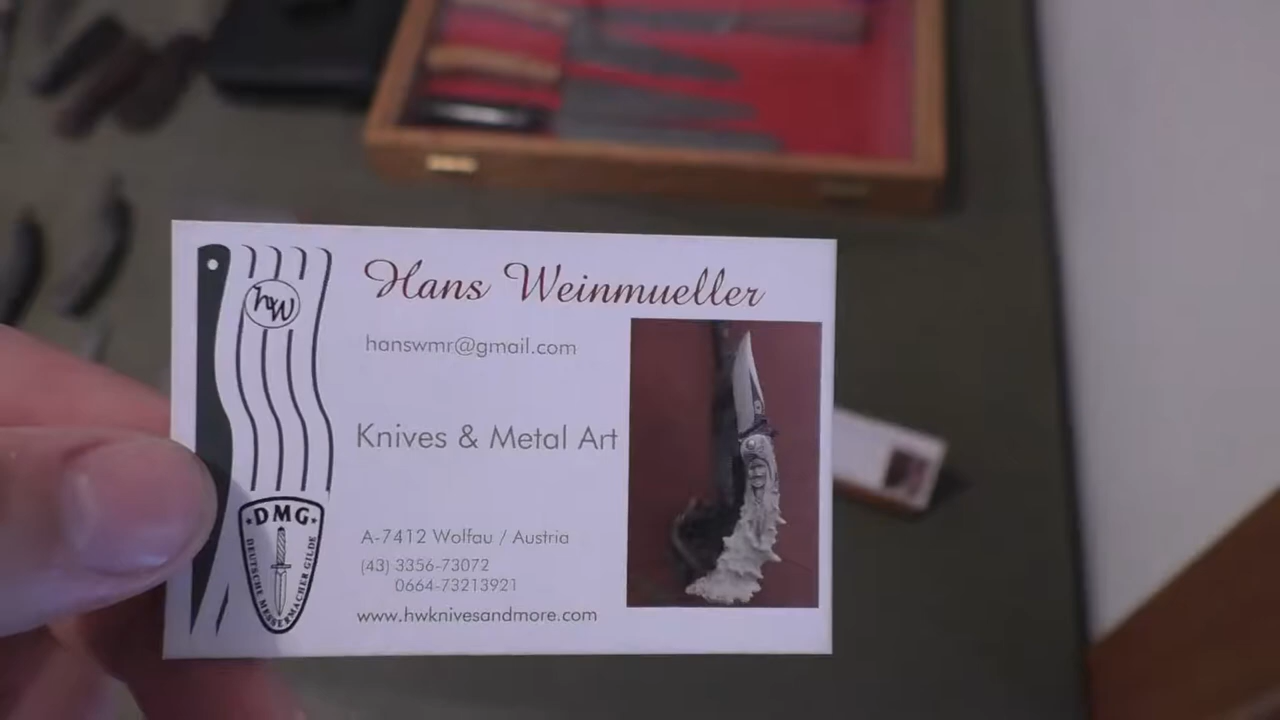 Hans Weinmueller
hw
hanswmr@gmail.com
Knives & Metal Art
DMG
DEUTSCHE MESSERMACHER GILDE
A-7412 Wolfau / Austria
(43) 3356-73072
0664-73213921
www.hwknivesandmore.com